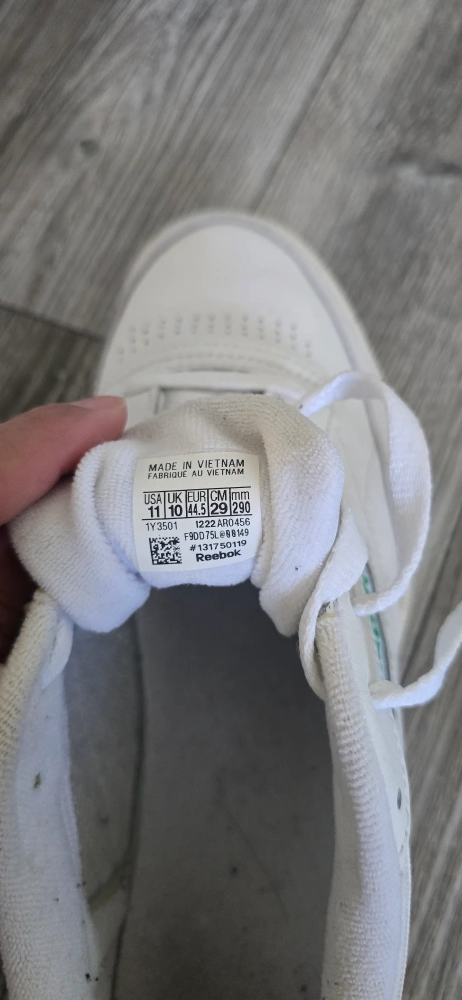 MADE IN VIETNAM
FABRIQUÉ AU VIETNAM
USA UK EUR CM mm
11 10 44.5 29 290
1Y3501 I222AR0456
#131750119
Reebok